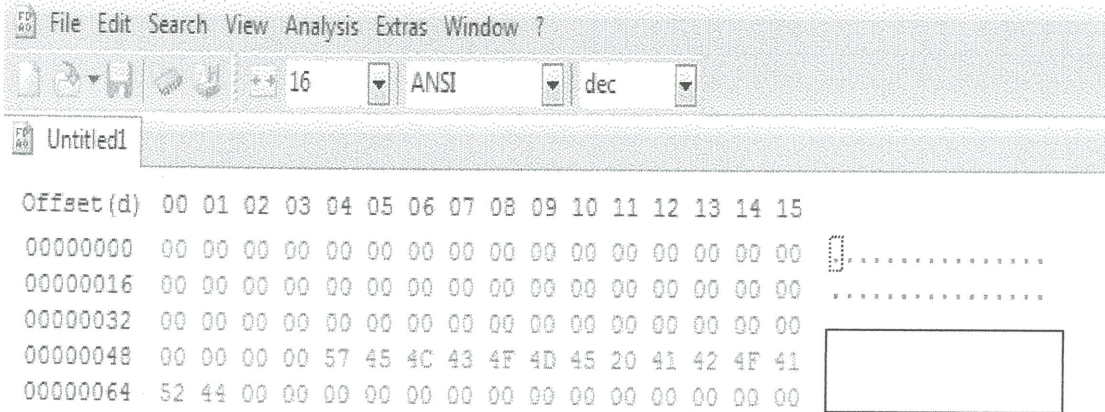 File Edit Search View Analysis Extras Window ?
16 ANSI dec
Untitled1
Offset(d) 00 01 02 03 04 05 06 07 08 09 10 11 12 13 14 15
00000000 00 00 00 00 00 00 00 00 00 00 00 00 00 00 00 00 ................
00000016 00 00 00 00 00 00 00 00 00 00 00 00 00 00 00 00 ................
00000032 00 00 00 00 00 00 00 00 00 00 00 00 00 00 00 00
00000048 00 00 00 00 57 45 4C 43 4F 4D 45 20 41 42 4F 41
00000064 52 44 00 00 00 00 00 00 00 00 00 00 00 00 00 00